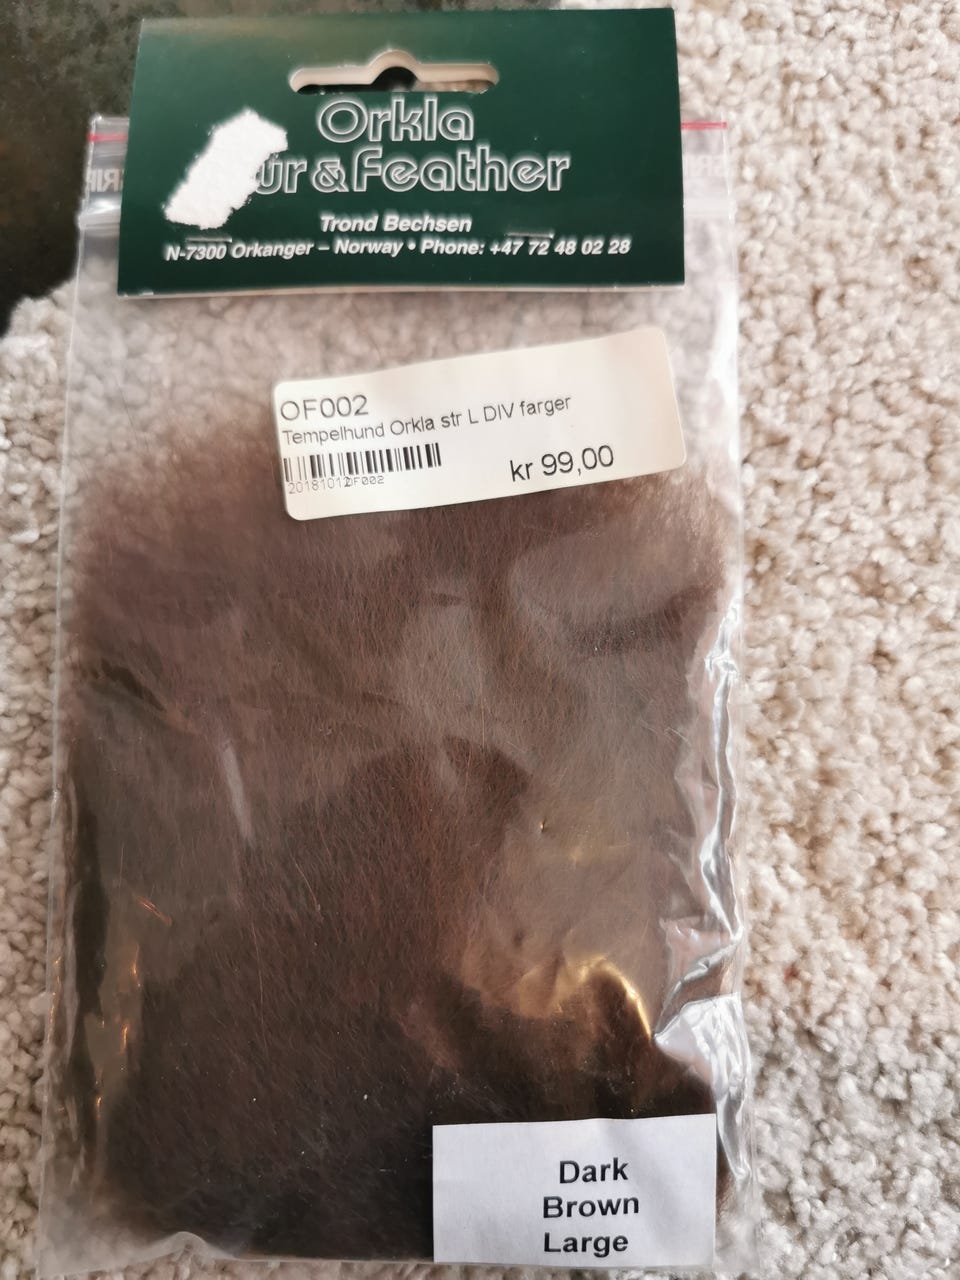 Orkla
& Feather
Trond Bechsen
N-7300 Orkanger – Norway • Phone: +47 72 48 02 28
OF002
Tempelhund Orkla str L DIV farger
kr 99,00
Dark
Brown
Large